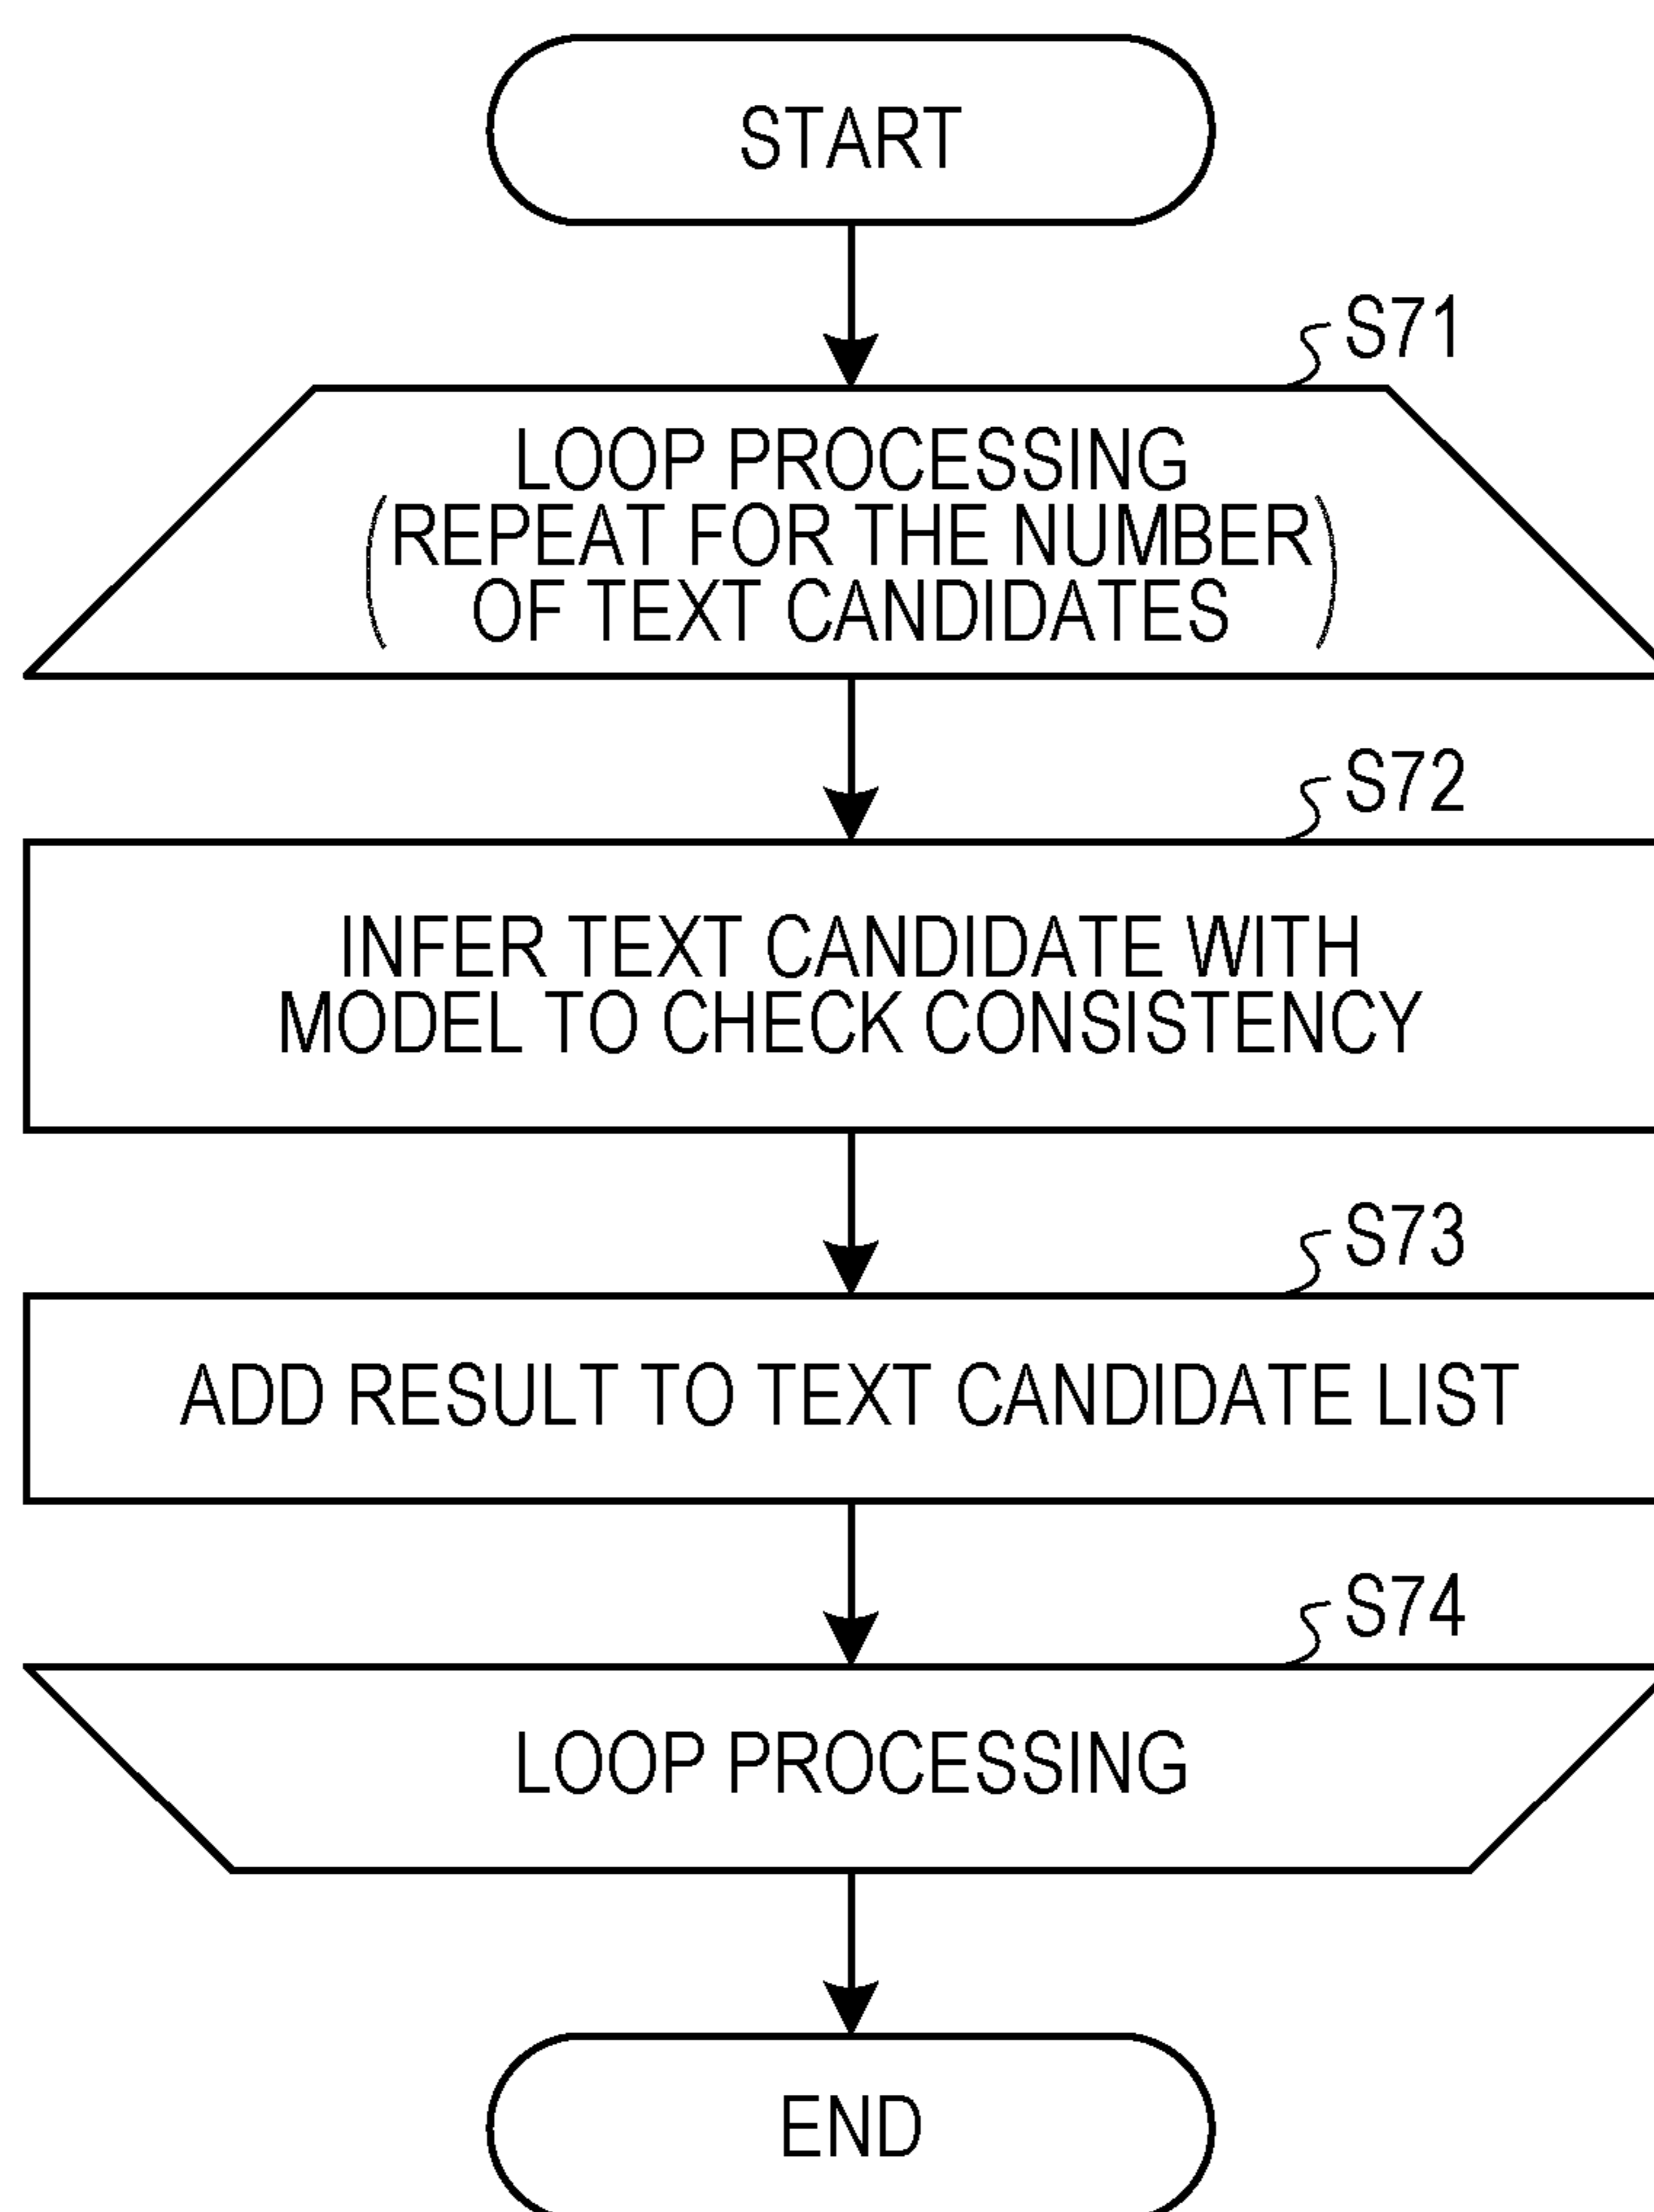 START
S71
LOOP PROCESSING
(REPEAT FOR THE NUMBER
OF TEXT CANDIDATES)
S72
INFER TEXT CANDIDATE WITH
MODEL TO CHECK CONSISTENCY
S73
ADD RESULT TO TEXT CANDIDATE LIST
S74
LOOP PROCESSING
END